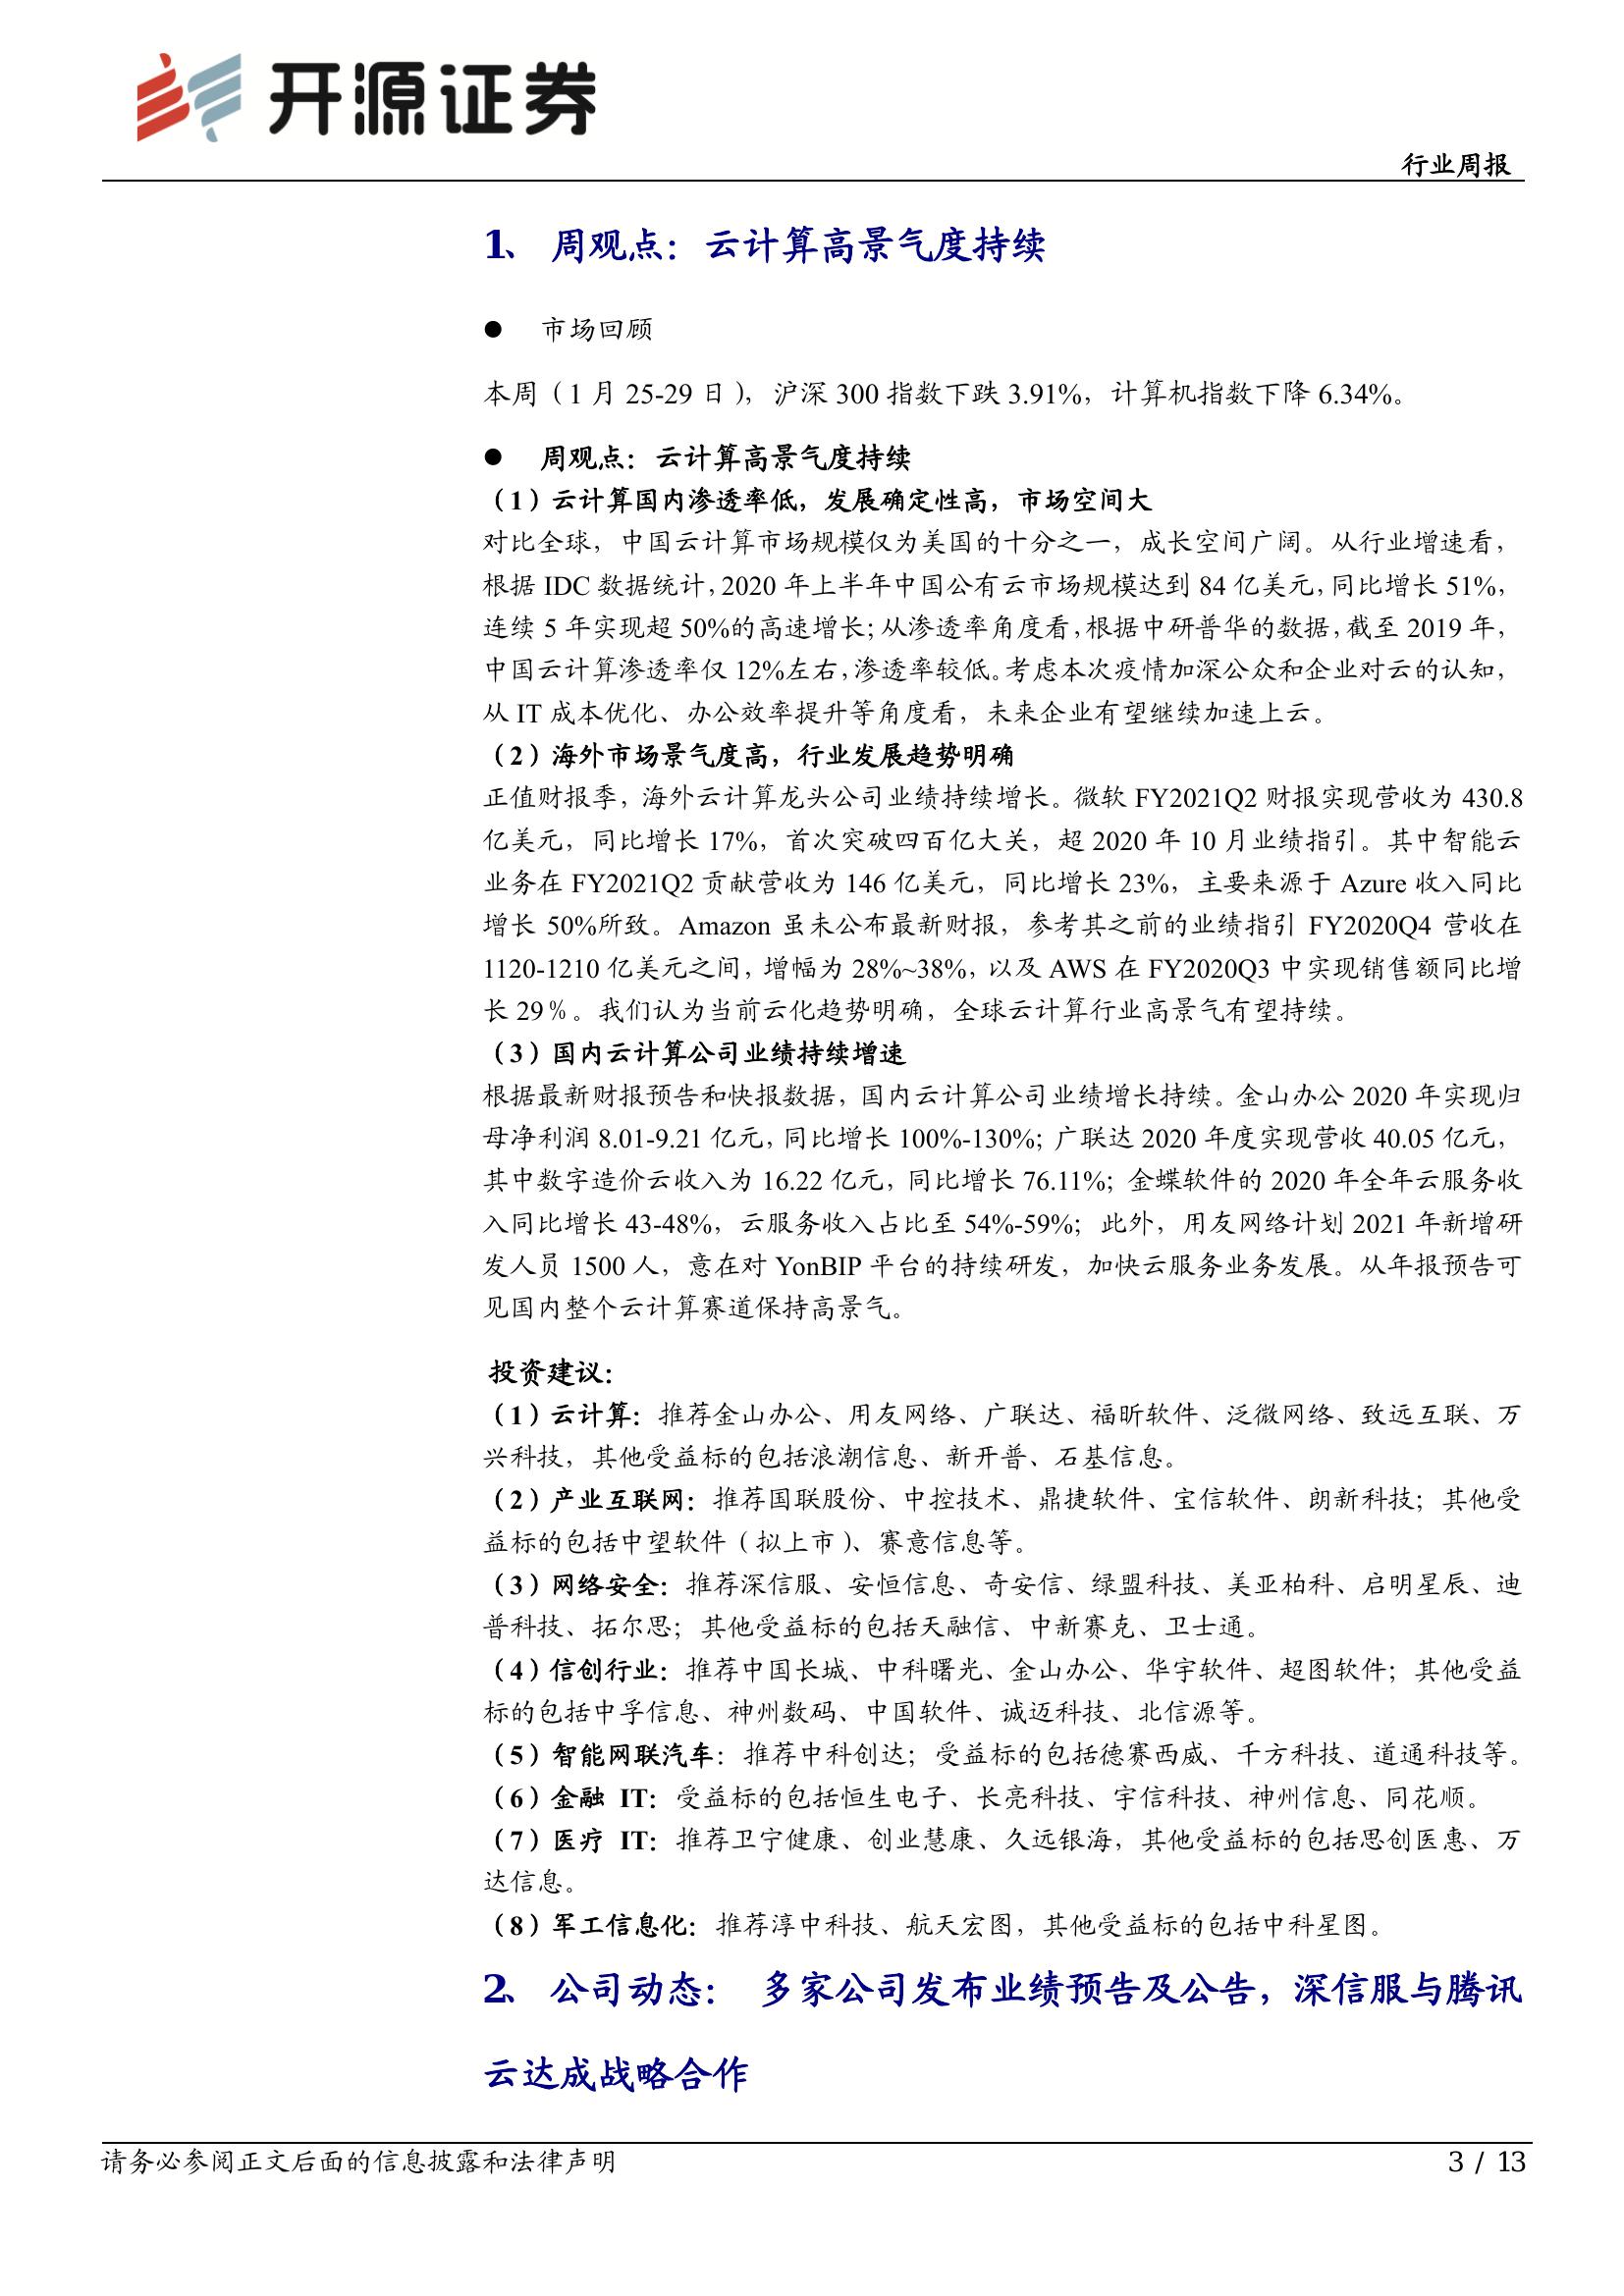 开源证券
行业周报
1、 周观点：云计算高景气度持续
● 市场回顾
本周（1 月 25-29 日），沪深 300 指数下跌 3.91%，计算机指数下降 6.34%。
● 周观点：云计算高景气度持续
（1）云计算国内渗透率低，发展确定性高，市场空间大
对比全球，中国云计算市场规模仅为美国的十分之一，成长空间广阔。从行业增速看，
根据 IDC 数据统计，2020 年上半年中国公有云市场规模达到 84 亿美元，同比增长 51%，
连续 5 年实现超 50%的高速增长；从渗透率角度看，根据中研普华的数据，截至 2019 年，
中国云计算渗透率仅 12%左右，渗透率较低。考虑本次疫情加深公众和企业对云的认知，
从 IT 成本优化、办公效率提升等角度看，未来企业有望继续加速上云。
（2）海外市场景气度高，行业发展趋势明确
正值财报季，海外云计算龙头公司业绩持续增长。微软 FY2021Q2 财报实现营收为 430.8
亿美元，同比增长 17%，首次突破四百亿大关，超 2020 年 10 月业绩指引。其中智能云
业务在 FY2021Q2 贡献营收为 146 亿美元，同比增长 23%，主要来源于 Azure 收入同比
增长 50%所致。Amazon 虽未公布最新财报，参考其之前的业绩指引 FY2020Q4 营收在
1120-1210 亿美元之间，增幅为 28%~38%，以及 AWS 在 FY2020Q3 中实现销售额同比增
长 29％。我们认为当前云化趋势明确，全球云计算行业高景气有望持续。
（3）国内云计算公司业绩持续增速
根据最新财报预告和快报数据，国内云计算公司业绩增长持续。金山办公 2020 年实现归
母净利润 8.01-9.21 亿元，同比增长 100%-130%；广联达 2020 年度实现营收 40.05 亿元，
其中数字造价云收入为 16.22 亿元，同比增长 76.11%；金蝶软件的 2020 年全年云服务收
入同比增长 43-48%，云服务收入占比至 54%-59%；此外，用友网络计划 2021 年新增研
发人员 1500 人，意在对 YonBIP 平台的持续研发，加快云服务业务发展。从年报预告可
见国内整个云计算赛道保持高景气。
投资建议：
（1）云计算：推荐金山办公、用友网络、广联达、福昕软件、泛微网络、致远互联、万
兴科技，其他受益标的包括浪潮信息、新开普、石基信息。
（2）产业互联网：推荐国联股份、中控技术、鼎捷软件、宝信软件、朗新科技；其他受
益标的包括中望软件（拟上市）、赛意信息等。
（3）网络安全：推荐深信服、安恒信息、奇安信、绿盟科技、美亚柏科、启明星辰、迪
普科技、拓尔思；其他受益标的包括天融信、中新赛克、卫士通。
（4）信创行业：推荐中国长城、中科曙光、金山办公、华宇软件、超图软件；其他受益
标的包括中孚信息、神州数码、中国软件、诚迈科技、北信源等。
（5）智能网联汽车：推荐中科创达；受益标的包括德赛西威、千方科技、道通科技等。
（6）金融 IT：受益标的包括恒生电子、长亮科技、宇信科技、神州信息、同花顺。
（7）医疗 IT：推荐卫宁健康、创业慧康、久远银海，其他受益标的包括思创医惠、万
达信息。
（8）军工信息化：推荐淳中科技、航天宏图，其他受益标的包括中科星图。
2、 公司动态： 多家公司发布业绩预告及公告，深信服与腾讯
云达成战略合作
请务必参阅正文后面的信息披露和法律声明
3 / 13